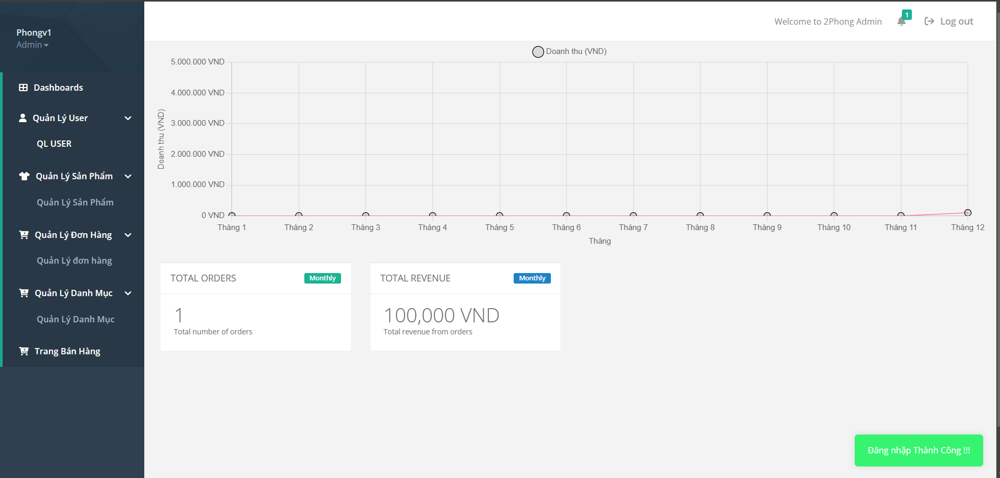 Phongv1
Admin
Dashboards
Quản Lý User
QL USER
Quản Lý Sản Phẩm
Quản Lý Sản Phẩm
Quản Lý Đơn Hàng
Quản Lý đơn hàng
Quản Lý Danh Mục
Quản Lý Danh Mục
Trang Bán Hàng
Welcome to 2Phong Admin
1
Log out
Doanh thu (VND)
5.000.000 VND
4.000.000 VND
3.000.000 VND
2.000.000 VND
1.000.000 VND
0 VND
Doanh thu (VND)
Tháng 1 Tháng 2 Tháng 3 Tháng 4 Tháng 5 Tháng 6 Tháng 7 Tháng 8 Tháng 9 Tháng 10 Tháng 11 Tháng 12
Tháng
TOTAL ORDERS Monthly
1
Total number of orders
TOTAL REVENUE Monthly
100,000 VND
Total revenue from orders
Đăng nhập Thành Công !!!